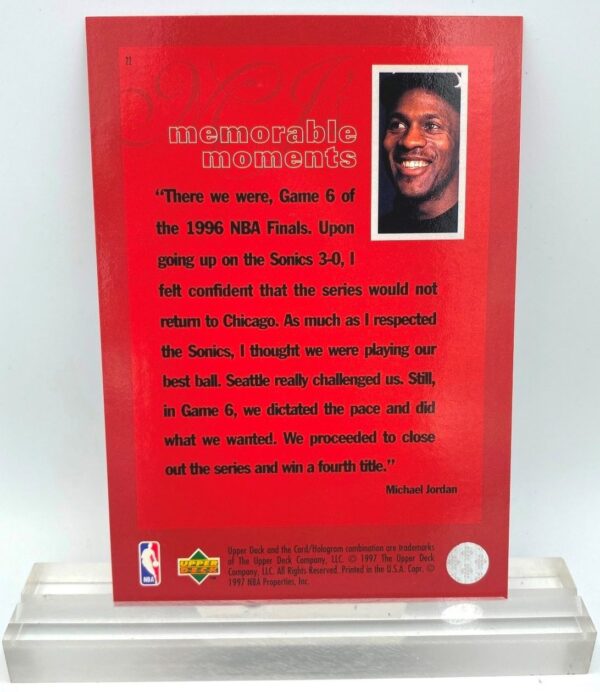 22
memorable
moments
“There we were, Game 6 of
the 1996 NBA Finals. Upon
going up on the Sonics 3-0, I
felt confident that the series would not
return to Chicago. As much as I respected
the Sonics, I thought we were playing our
best ball. Seattle really challenged us. Still,
in Game 6, we dictated the pace and did
what we wanted. We proceeded to close
out the series and win a fourth title.”
Michael Jordan
NBA
UPPER
DECK
Upper Deck and the Card/Hologram combination are trademarks
of The Upper Deck Company, LLC. © 1997 The Upper Deck
Company, LLC. All Rights Reserved. Printed in the U.S.A. Copr. ©
1997 NBA Properties, Inc.